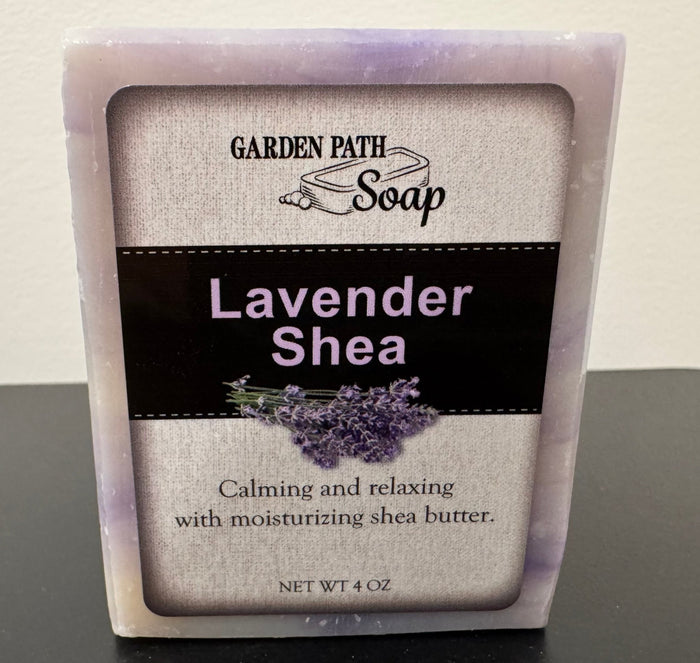 GARDEN PATH
Soap
Lavender
Shea
Calming and relaxing
with moisturizing shea butter.
NET WT 4 OZ